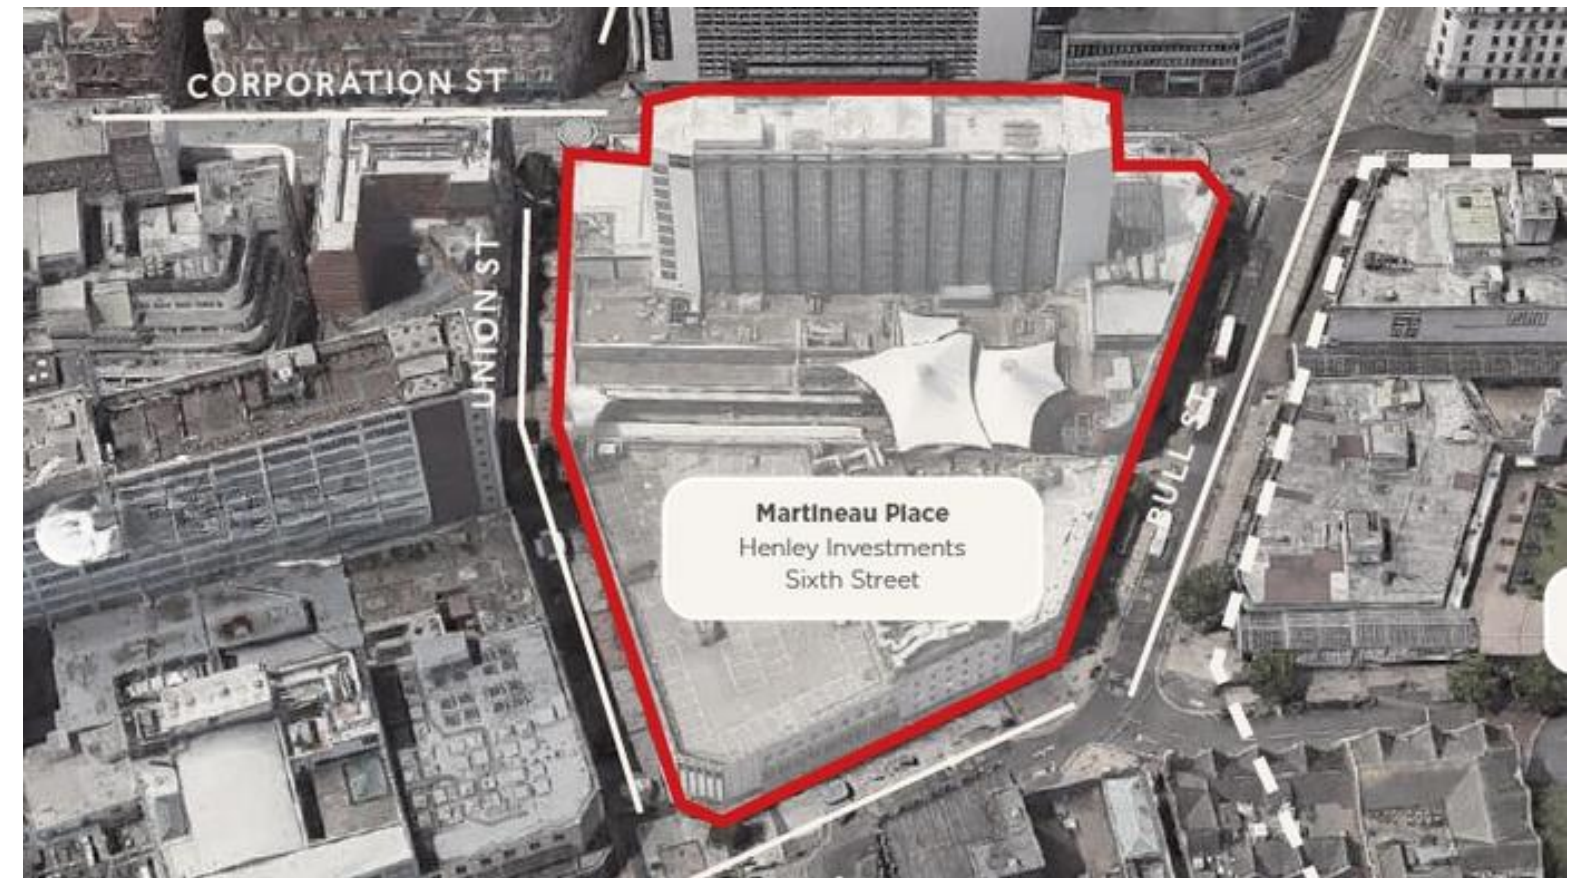 CORPORATION ST
UNION ST
BULL ST
Martineau Place
Henley Investments
Sixth Street